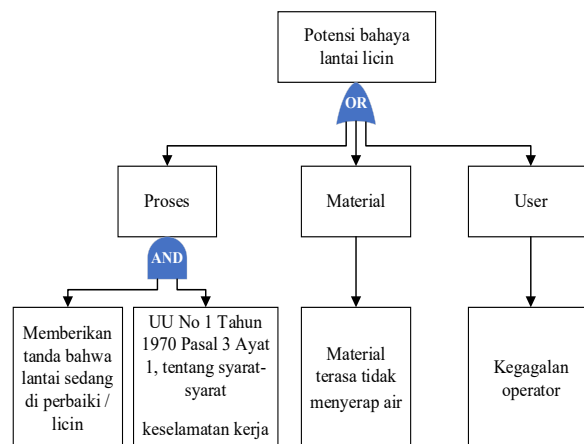 Potensi bahaya
lantai licin
OR
Proses
Material
User
AND
Memberikan
tanda bahwa
lantai sedang
di perbaiki /
licin
UU No 1 Tahun
1970 Pasal 3 Ayat
1, tentang syarat-
syarat
keselamatan kerja
Material
terasa tidak
menyerap air
Kegagalan
operator